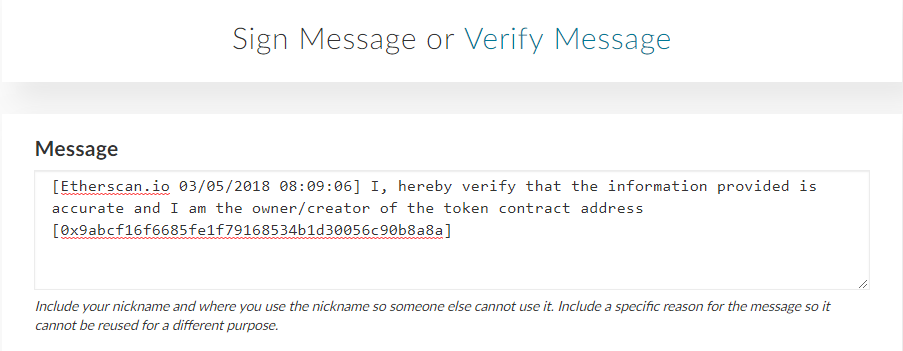 Sign Message or Verify Message
Message
[Etherscan.io 03/05/2018 08:09:06] I, hereby verify that the information provided is
accurate and I am the owner/creator of the token contract address
[0x9abcf16f6685fe1f79168534b1d30056c90b8a8a]
Include your nickname and where you use the nickname so someone else cannot use it. Include a specific reason for the message so it
cannot be reused for a different purpose.